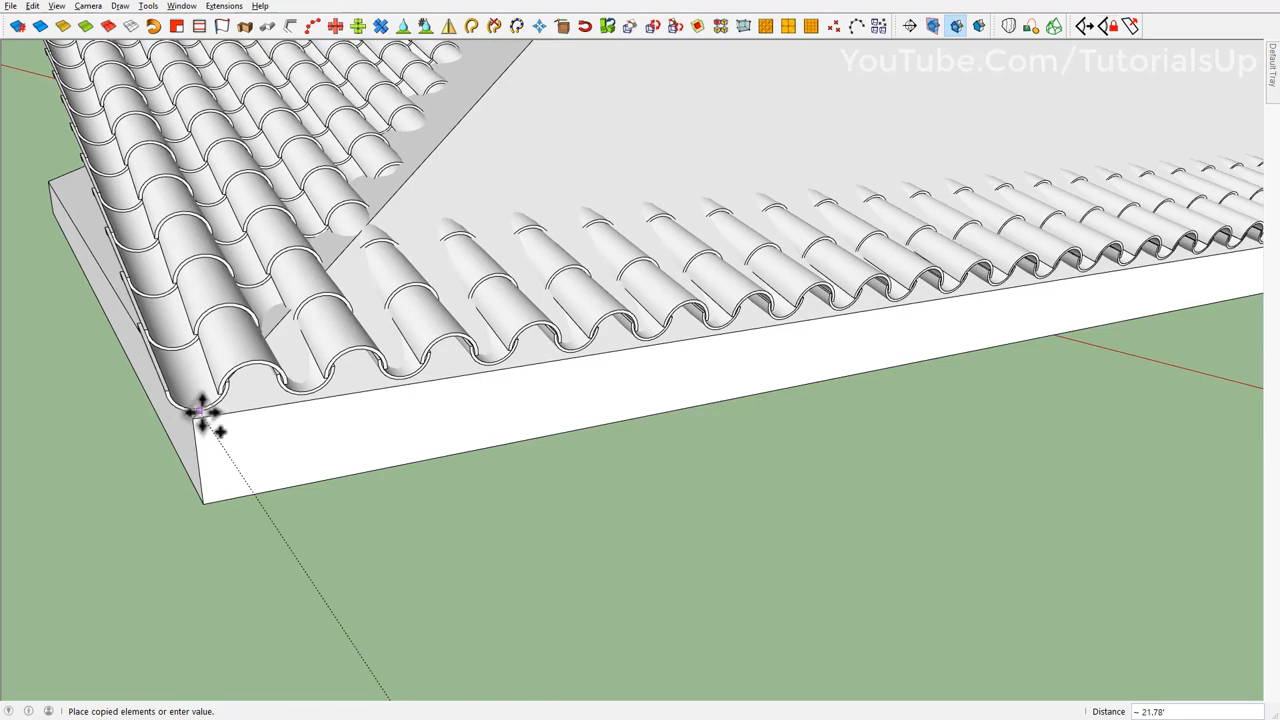 File Edit View Camera Draw Tools Window Extensions Help
YouTube.Com/TutorialsUp
Default Tray
Place copied elements or enter value.
Distance ~ 21.78'